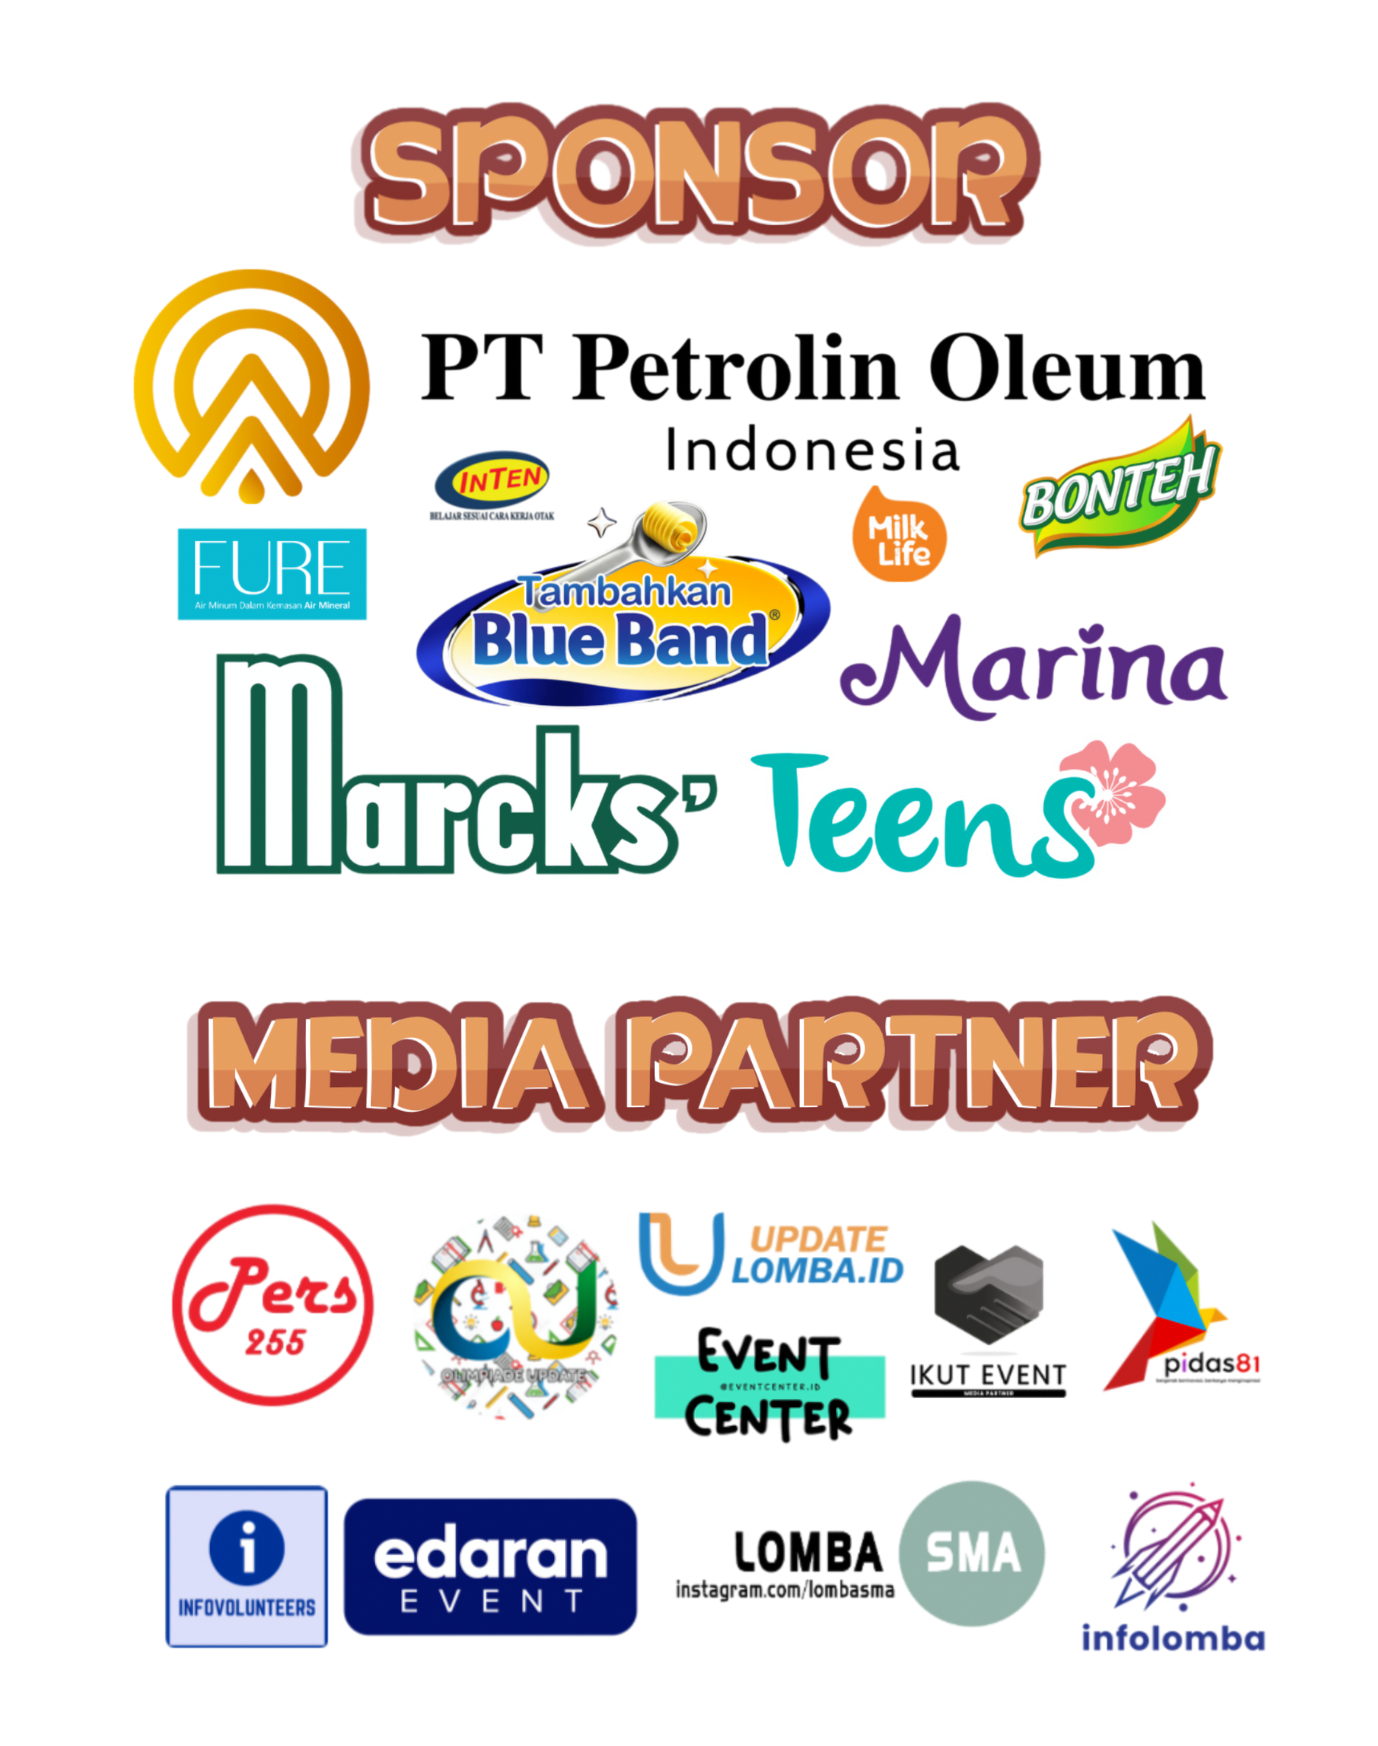 SPONSOR
PT Petrolin Oleum
Indonesia
INTEN
BELAJAR SESUAI CARA KERJA OTAK
Milk
Life
BONTEH
FURE
Air Minum Dalam Kemasan Air Mineral
Tambahkan
Blue Band®
Marina
Marcks'
Teens
MEDIA PARTNER
Pers
255
OLIMPIADE UPDATE
UPDATE
LOMBA.ID
EVENT
@EVENTCENTER.ID
CENTER
IKUT EVENT
MEDIA PARTNER
pidas81
i
INFOVOLUNTEERS
edaran
EVENT
LOMBA
instagram.com/lombasma
SMA
infolomba